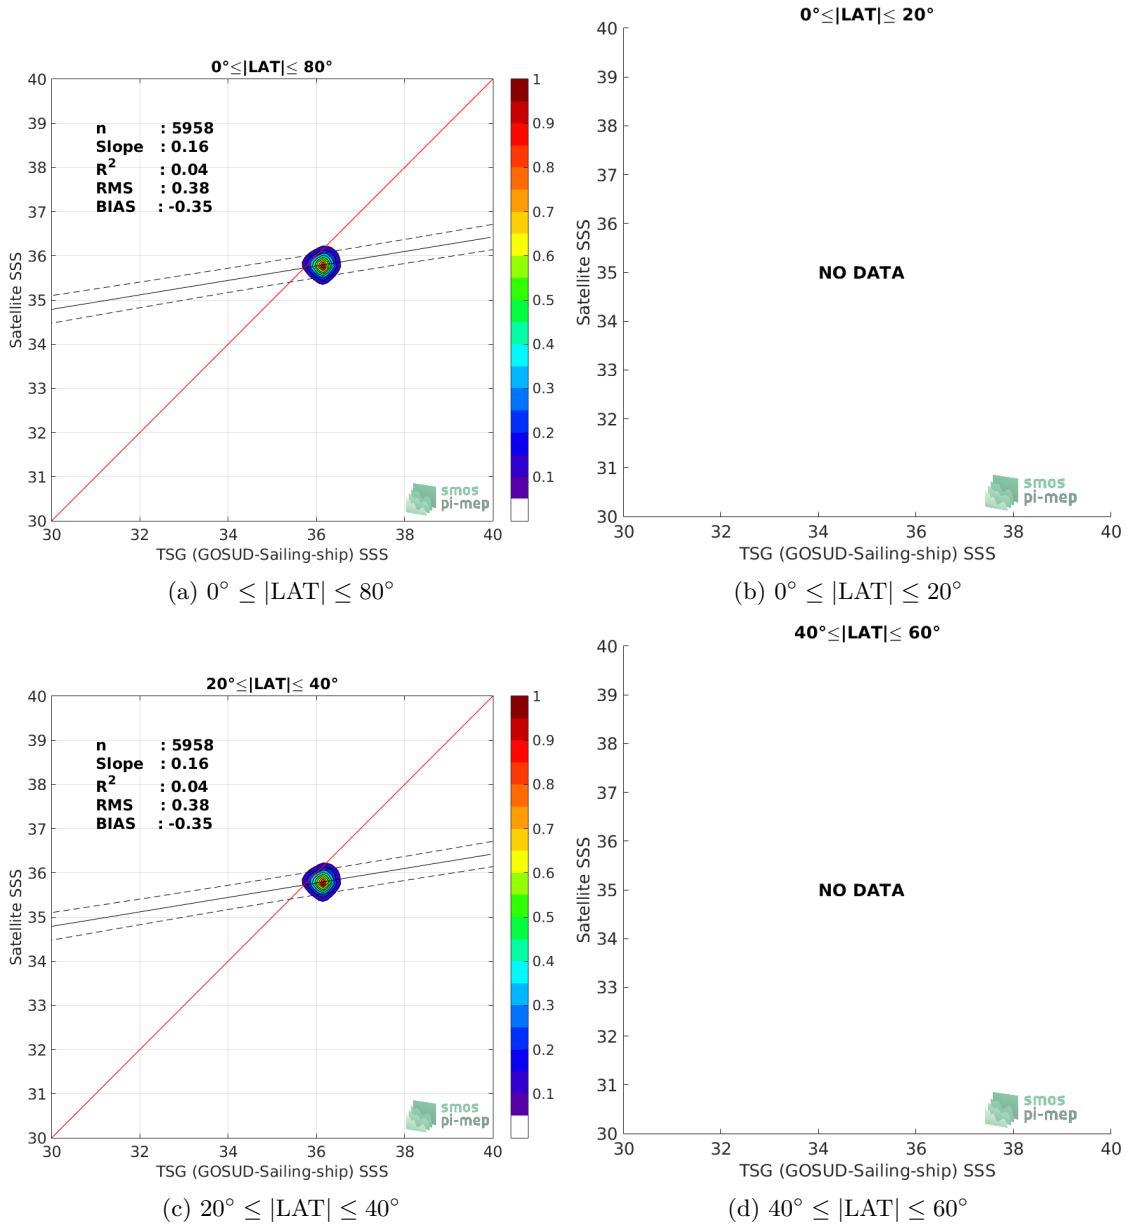 0°≤|LAT|≤ 80°
40
39
38
37
36
35
34
33
32
31
30
n : 5958
Slope : 0.16
R² : 0.04
RMS : 0.38
BIAS : -0.35
Satellite SSS
30 32 34 36 38 40
TSG (GOSUD-Sailing-ship) SSS
1
0.9
0.8
0.7
0.6
0.5
0.4
0.3
0.2
0.1
smos
pi-mep
(a) 0° ≤ |LAT| ≤ 80°
0°≤|LAT|≤ 20°
40
39
38
37
36
35
34
33
32
31
30
Satellite SSS
NO DATA
smos
pi-mep
30 32 34 36 38 40
TSG (GOSUD-Sailing-ship) SSS
(b) 0° ≤ |LAT| ≤ 20°
20°≤|LAT|≤ 40°
40
39
38
37
36
35
34
33
32
31
30
n : 5958
Slope : 0.16
R² : 0.04
RMS : 0.38
BIAS : -0.35
Satellite SSS
30 32 34 36 38 40
TSG (GOSUD-Sailing-ship) SSS
1
0.9
0.8
0.7
0.6
0.5
0.4
0.3
0.2
0.1
smos
pi-mep
(c) 20° ≤ |LAT| ≤ 40°
40°≤|LAT|≤ 60°
40
39
38
37
36
35
34
33
32
31
30
Satellite SSS
NO DATA
smos
pi-mep
30 32 34 36 38 40
TSG (GOSUD-Sailing-ship) SSS
(d) 40° ≤ |LAT| ≤ 60°